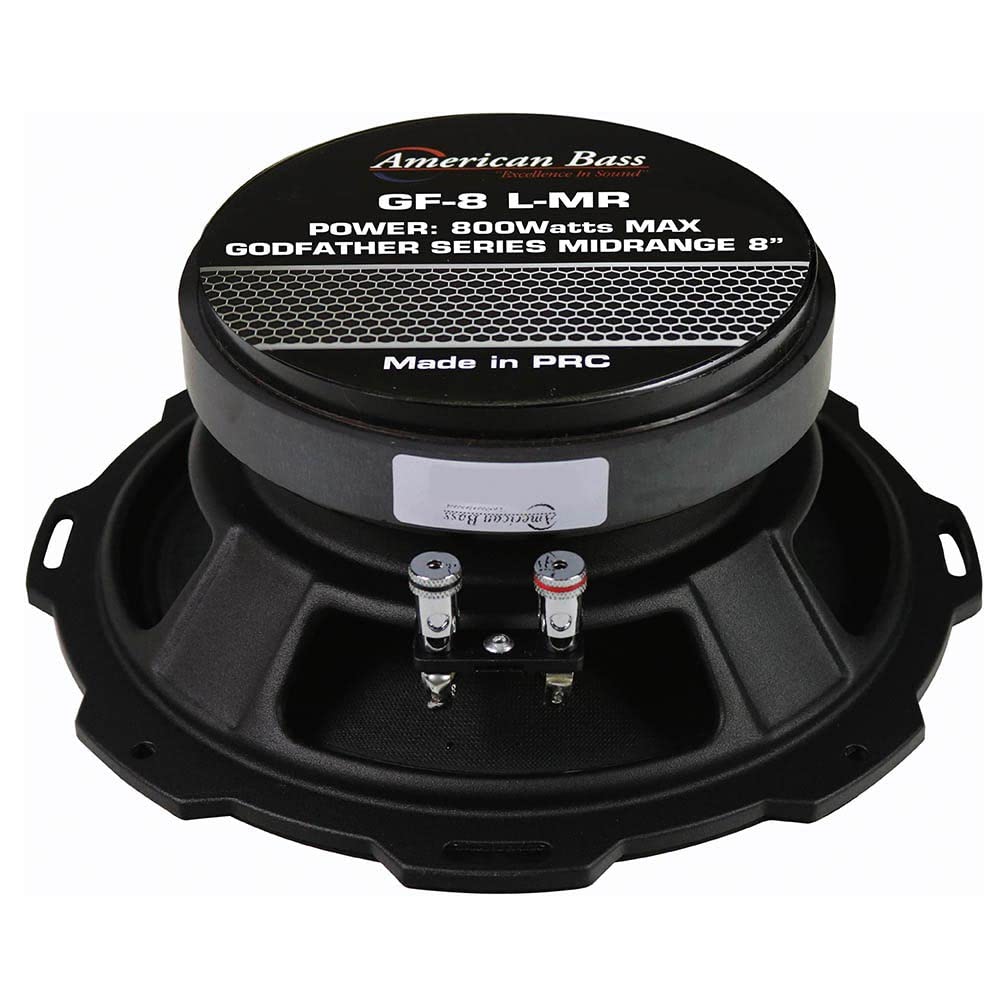 American Bass
"Excellence In Sound"
GF-8 L-MR
POWER: 800Watts MAX
GODFATHER SERIES MIDRANGE 8”
Made in PRC
American Bass